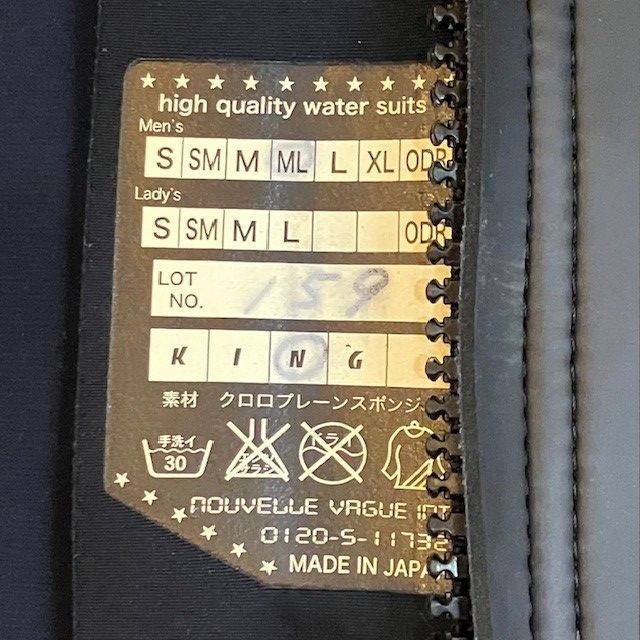 high quality water suits
Men's
S SM M ML L XL ODR
Lady's
S SM M L ODR
LOT NO. 159
K I N G
素材 クロロプレーンスポンジ
手洗イ 30
NOUVELLE VAGUE INT
0120-5-11732
MADE IN JAPA